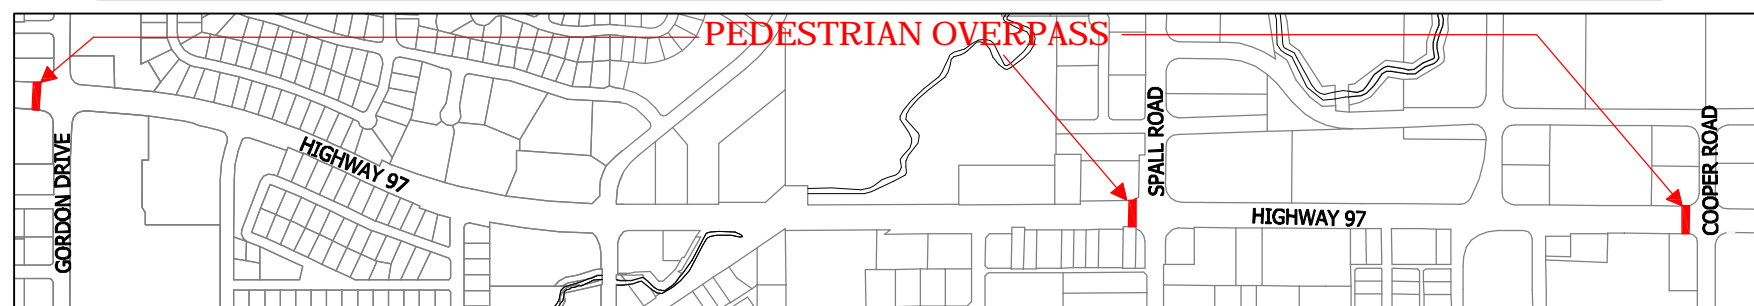 PEDESTRIAN OVERPASS
GORDON DRIVE
HIGHWAY 97
SPALL ROAD
HIGHWAY 97
COOPER ROAD